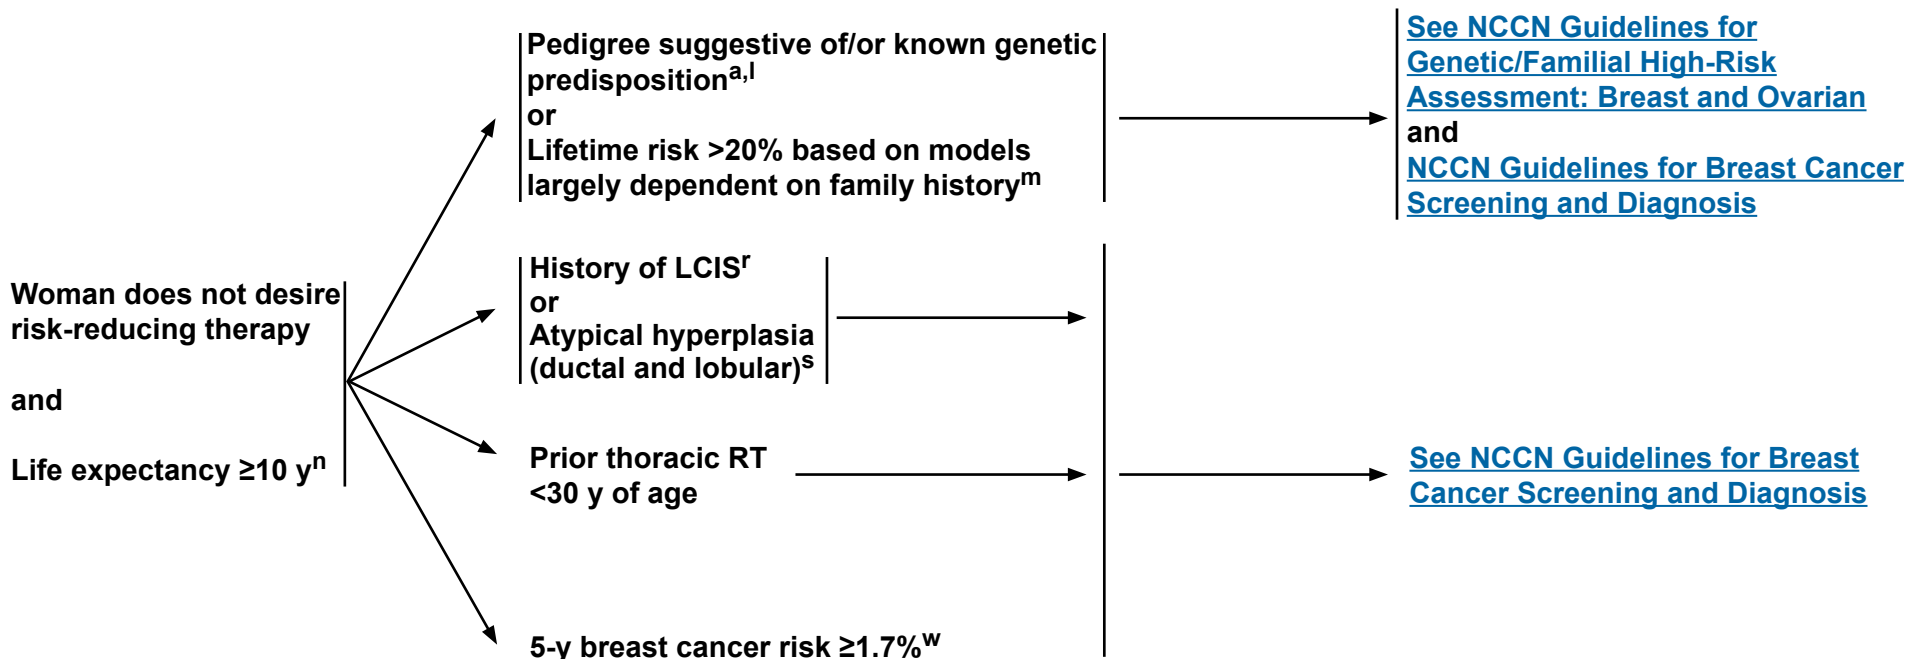 Woman does not desire
risk-reducing therapy
and
Life expectancy ≥10 yⁿ
Pedigree suggestive of/or known genetic
predispositionᵃ,ˡ
or
Lifetime risk >20% based on models
largely dependent on family historyᵐ
See NCCN Guidelines for
Genetic/Familial High-Risk
Assessment: Breast and Ovarian
and
NCCN Guidelines for Breast Cancer
Screening and Diagnosis
History of LCISʳ
or
Atypical hyperplasia
(ductal and lobular)ˢ
Prior thoracic RT
<30 y of age
5-y breast cancer risk ≥1.7%ʷ
See NCCN Guidelines for Breast
Cancer Screening and Diagnosis